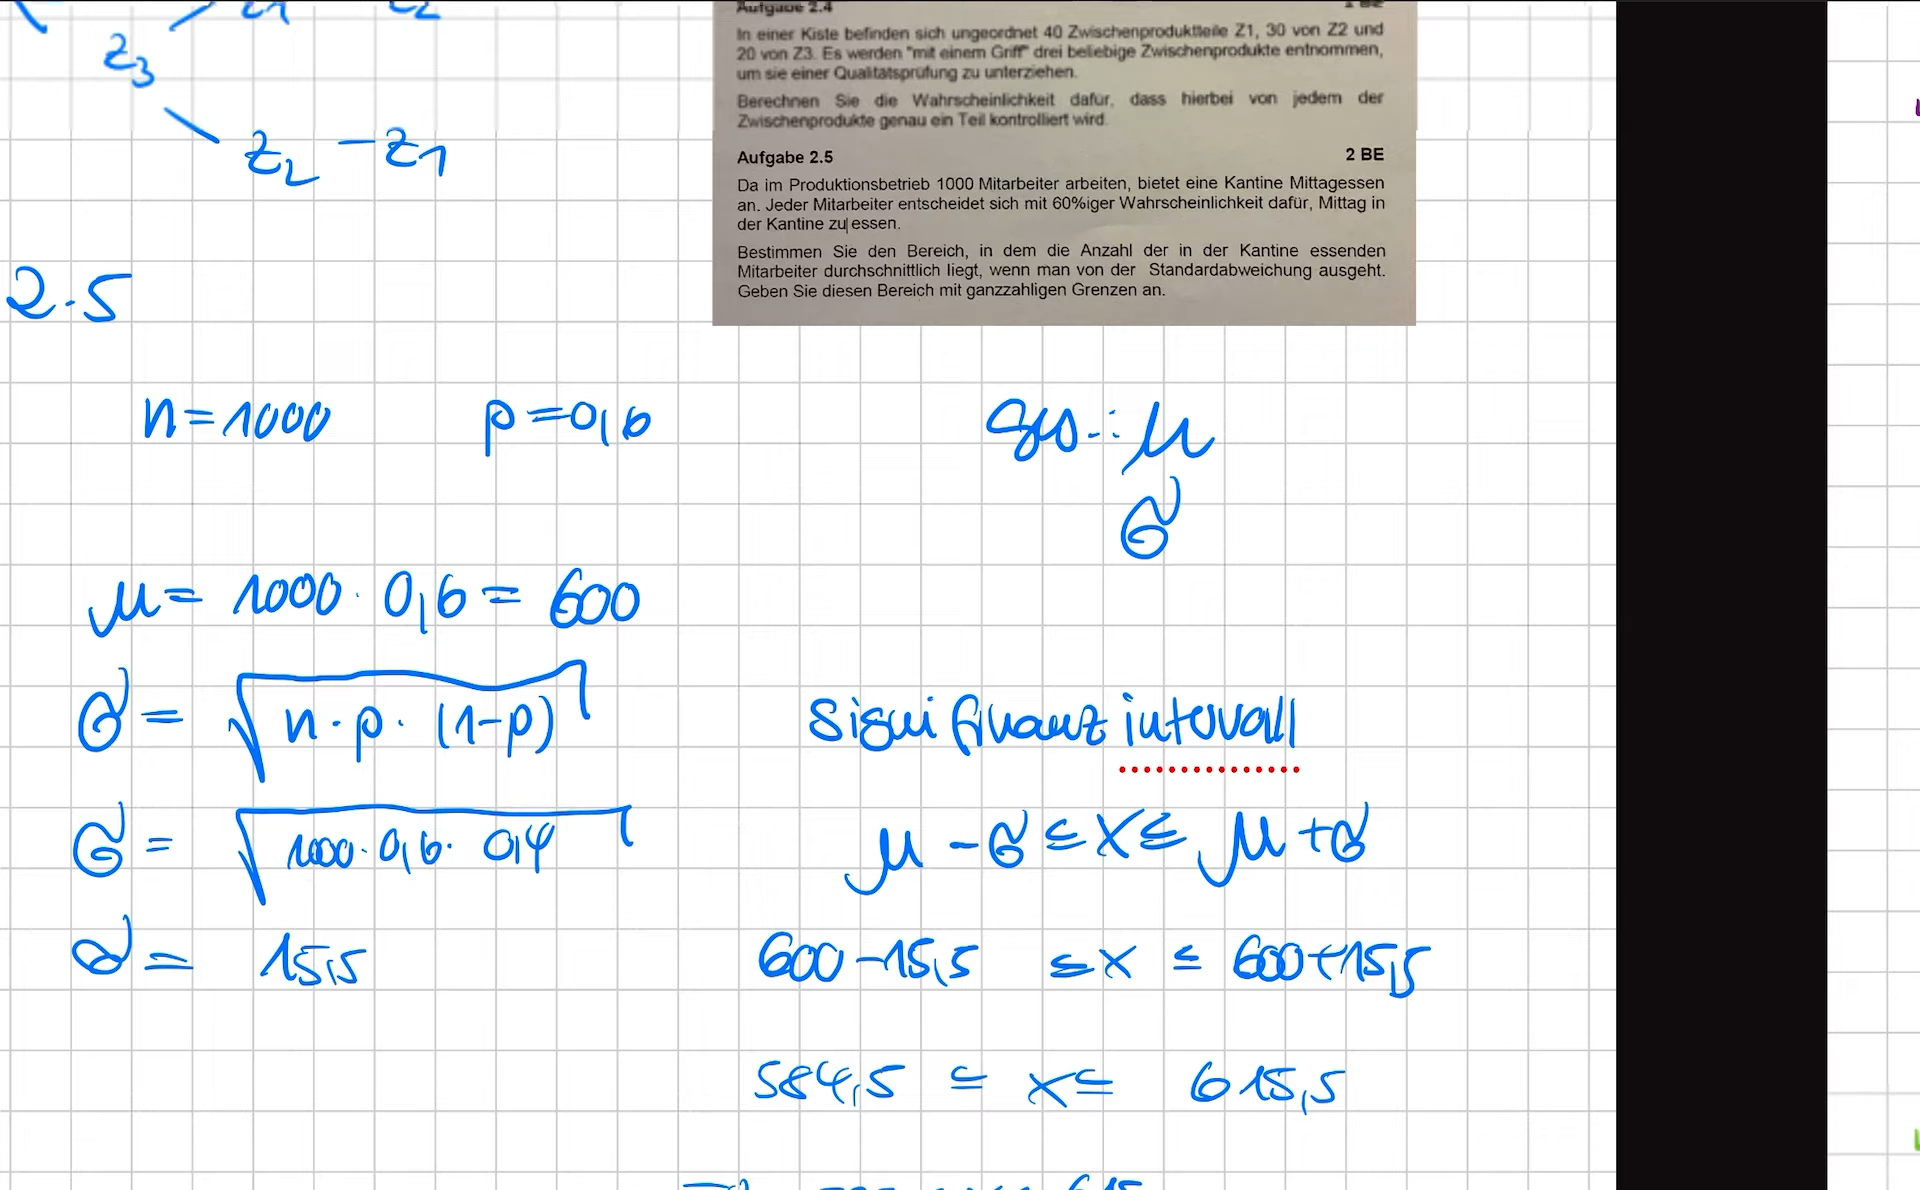 Z3
Z2 – Z1
Aufgabe 2.4
In einer Kiste befinden sich ungeordnet 40 Zwischenproduktteile Z1, 30 von Z2 und
20 von Z3. Es werden "mit einem Griff" drei beliebige Zwischenprodukte entnommen,
um sie einer Qualitätsprüfung zu unterziehen.
Berechnen Sie die Wahrscheinlichkeit dafür, dass hierbei von jedem der
Zwischenprodukte genau ein Teil kontrolliert wird.
Aufgabe 2.5 2 BE
Da im Produktionsbetrieb 1000 Mitarbeiter arbeiten, bietet eine Kantine Mittagessen
an. Jeder Mitarbeiter entscheidet sich mit 60%iger Wahrscheinlichkeit dafür, Mittag in
der Kantine zu essen.
Bestimmen Sie den Bereich, in dem die Anzahl der in der Kantine essenden
Mitarbeiter durchschnittlich liegt, wenn man von der Standardabweichung ausgeht.
Geben Sie diesen Bereich mit ganzzahligen Grenzen an.
2.5
n=1000 p=0,6
ges.: μ
σ
μ= 1000 · 0,6 = 600
σ = √n · p · (1-p)
σ = √1000 · 0,6 · 0,4
σ = 15,5
Signifikanzintervall
μ - σ ≤ x ≤ μ + σ
600 - 15,5 ≤ x ≤ 600 + 15,5
584,5 ≤ x ≤ 615,5